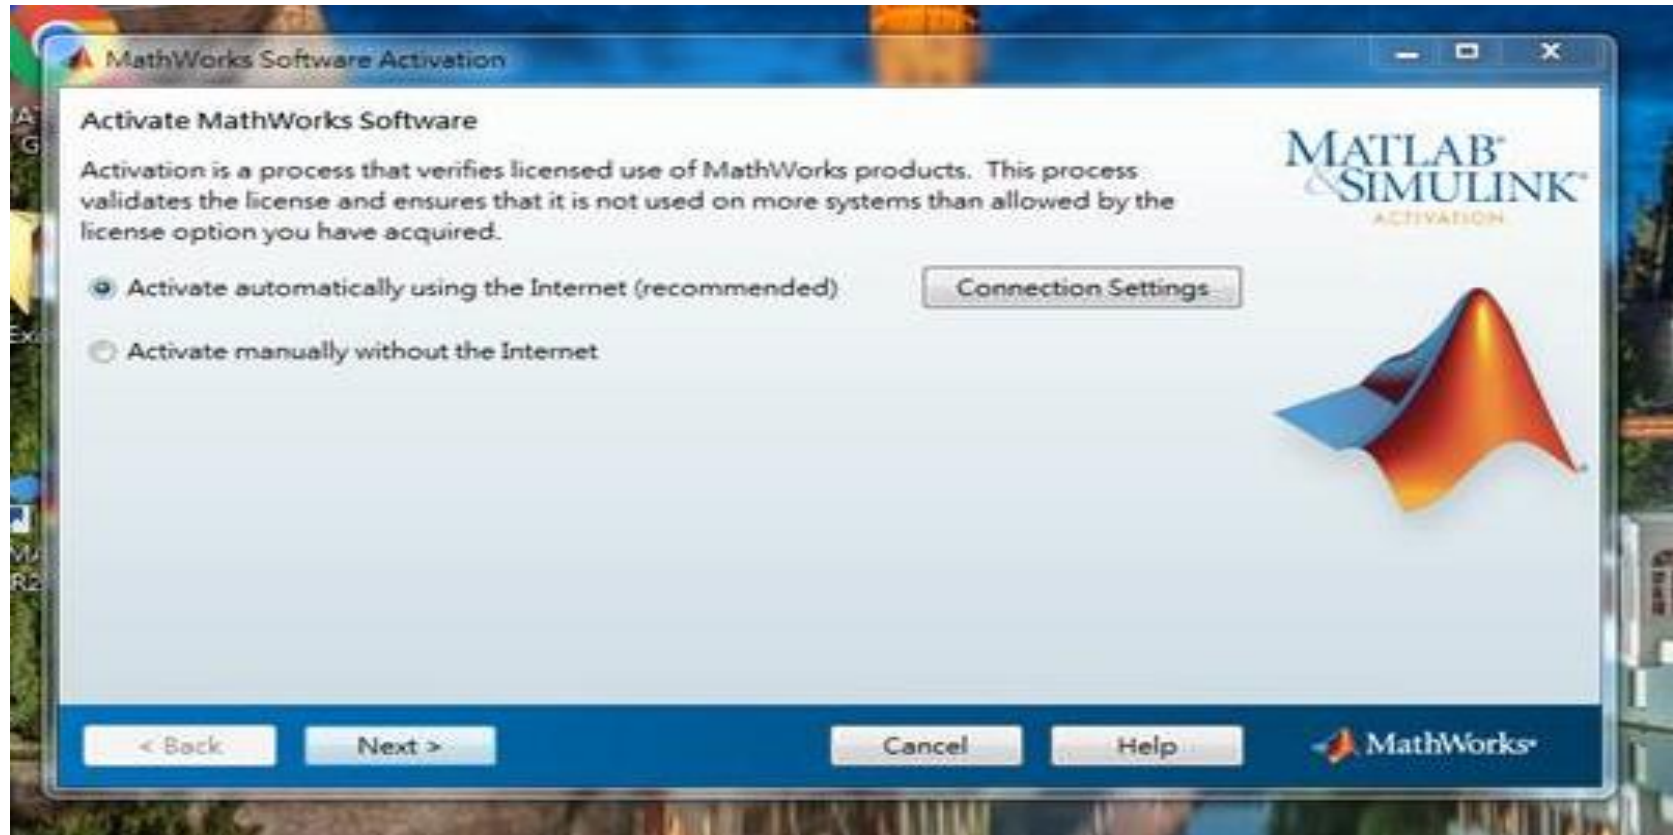 MathWorks Software Activation
Activate MathWorks Software
Activation is a process that verifies licensed use of MathWorks products. This process
validates the license and ensures that it is not used on more systems than allowed by the
license option you have acquired.
MATLAB®
&SIMULINK®
ACTIVATION
Activate automatically using the Internet (recommended)
Connection Settings
Activate manually without the Internet
< Back
Next >
Cancel
Help
MathWorks®